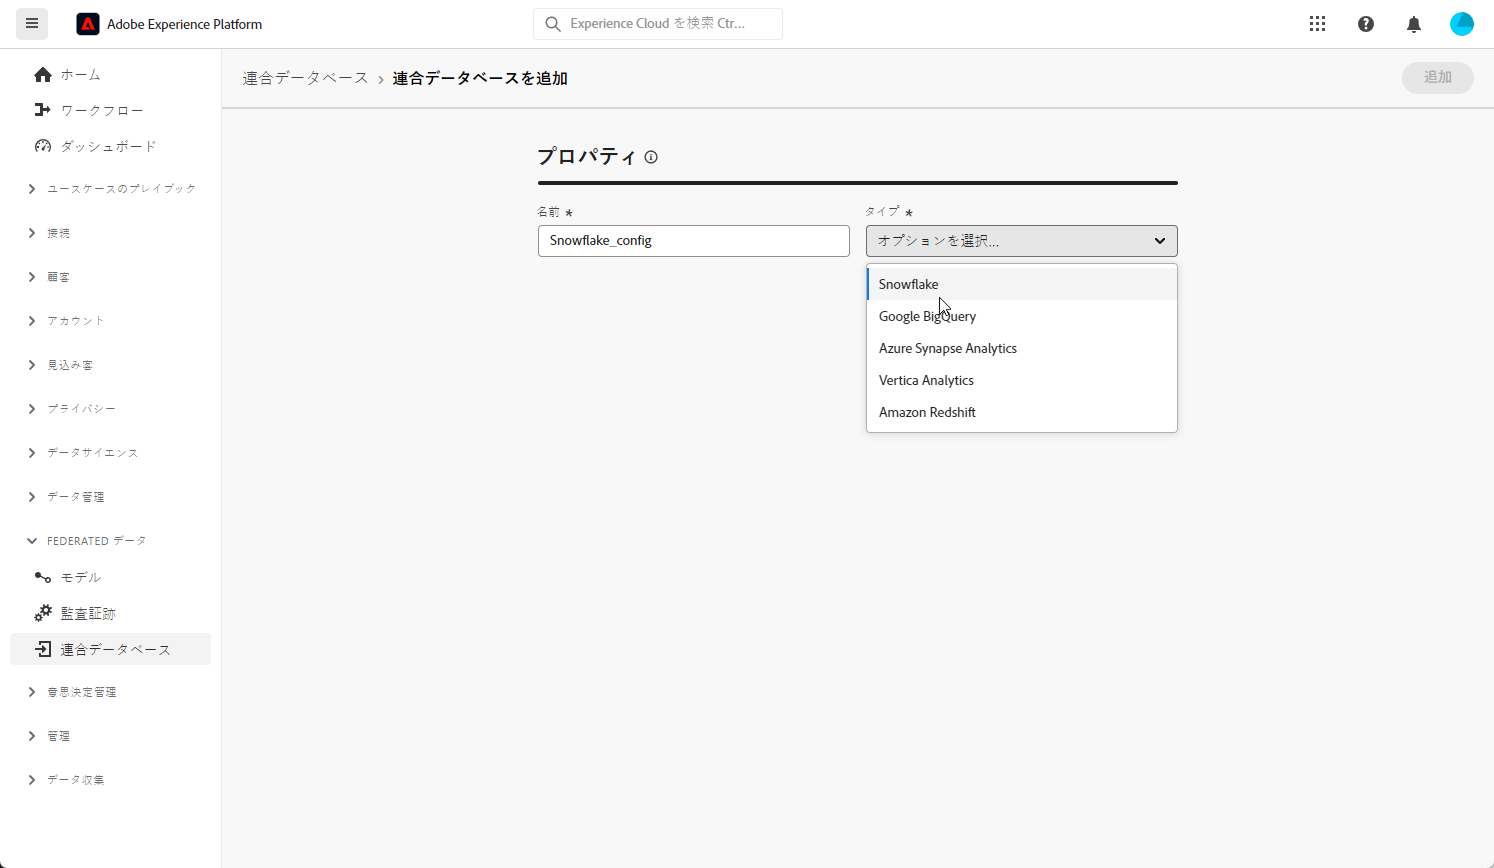 Adobe Experience Platform
Experience Cloud を検索 Ctr...
ホーム
ワークフロー
ダッシュボード
ユースケースのプレイブック
接続
顧客
アカウント
見込み客
プライバシー
データサイエンス
データ管理
FEDERATED データ
モデル
監査証跡
連合データベース
意思決定管理
管理
データ収集
連合データベース > 連合データベースを追加
追加
プロパティ
名前 *
Snowflake_config
タイプ *
オプションを選択...
Snowflake
Google BigQuery
Azure Synapse Analytics
Vertica Analytics
Amazon Redshift